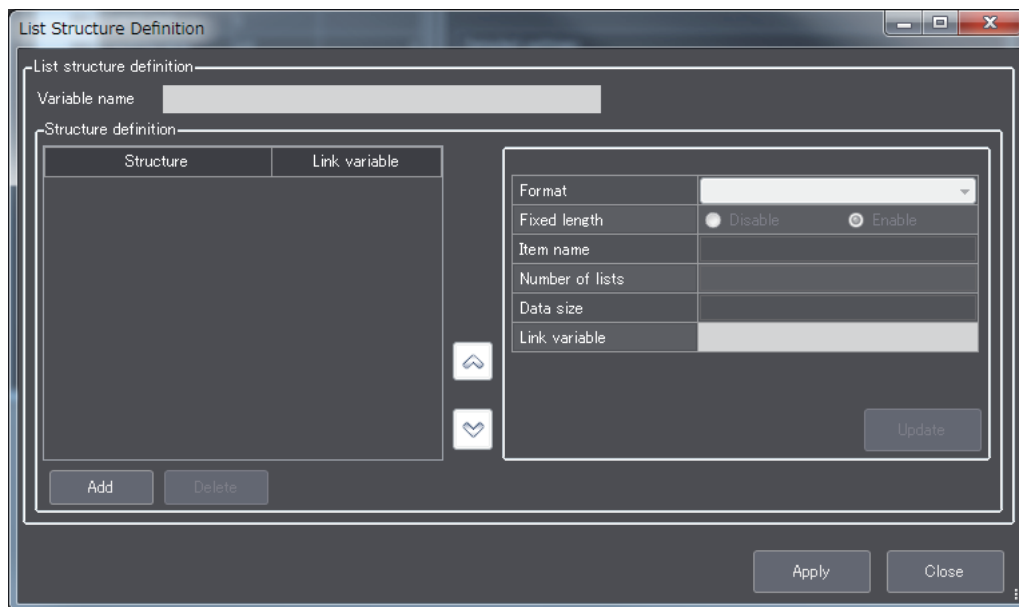 List Structure Definition
List structure definition
Variable name
Structure definition
Structure Link variable
Format
Fixed length Disable Enable
Item name
Number of lists
Data size
Link variable
Update
Add Delete
Apply Close